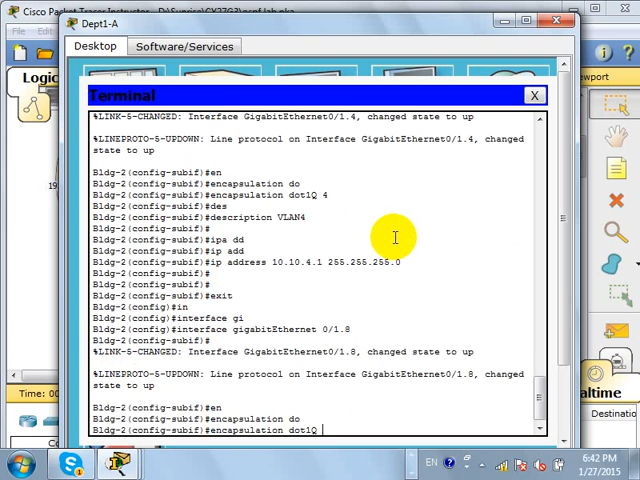 Cisco Packet Tracer Instructor
Dept1-A
File
Desktop
Software/Services
Logic
ewport
Terminal
X
%LINK-5-CHANGED: Interface GigabitEthernet0/1.4, changed state to up
%LINEPROTO-5-UPDOWN: Line protocol on Interface GigabitEthernet0/1.4, changed
state to up
Bldg-2(config-subif)#en
Bldg-2(config-subif)#encapsulation do
Bldg-2(config-subif)#encapsulation dot1Q 4
Bldg-2(config-subif)#des
Bldg-2(config-subif)#description VLAN4
Bldg-2(config-subif)#
Bldg-2(config-subif)#ipa dd
Bldg-2(config-subif)#ip add
Bldg-2(config-subif)#ip address 10.10.4.1 255.255.255.0
Bldg-2(config-subif)#
Bldg-2(config-subif)#
Bldg-2(config-subif)#exit
Bldg-2(config)#in
Bldg-2(config)#interface gi
Bldg-2(config)#interface gigabitEthernet 0/1.8
Bldg-2(config-subif)#
%LINK-5-CHANGED: Interface GigabitEthernet0/1.8, changed state to up
%LINEPROTO-5-UPDOWN: Line protocol on Interface GigabitEthernet0/1.8, changed
state to up
Bldg-2(config-subif)#en
Bldg-2(config-subif)#encapsulation do
Bldg-2(config-subif)#encapsulation dot1Q
Time: 00
ealtime
Destinatio
EN
6:42 PM
1/27/2015